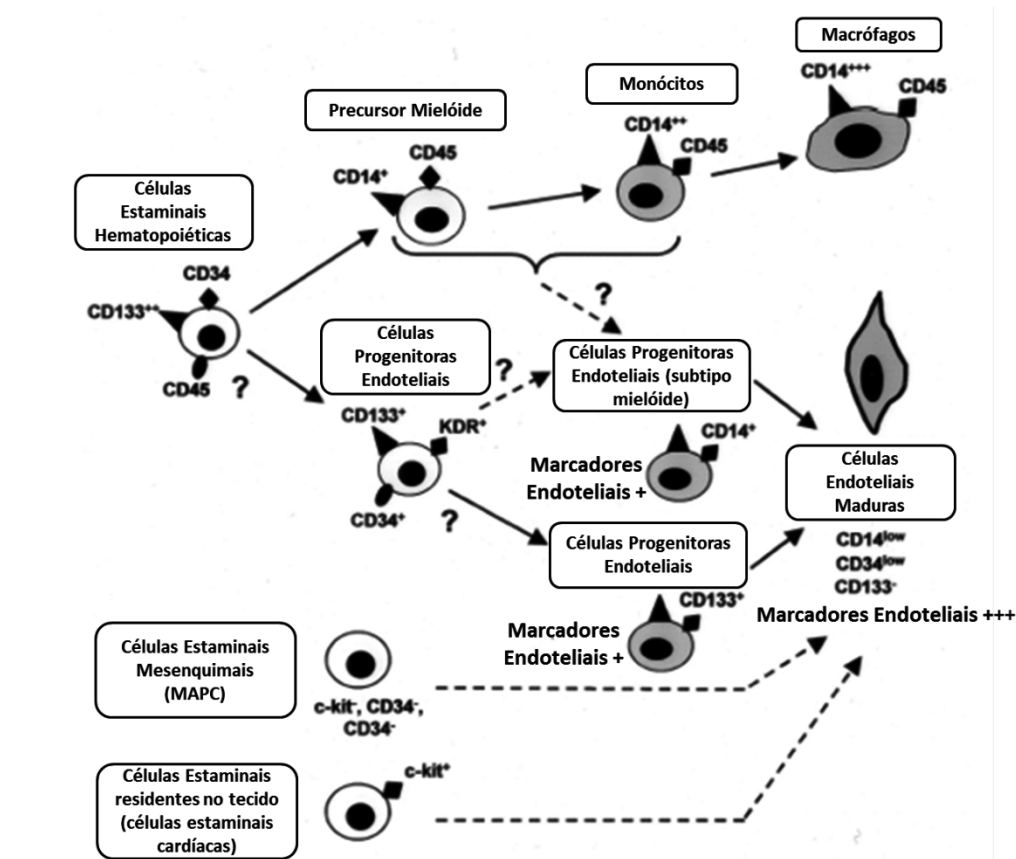 Macrófagos
CD14+++
CD45
Monócitos
CD14++
CD45
Precursor Mielóide
CD45
CD14+
Células
Estaminais
Hematopoiéticas
CD34
CD133++
CD45
?
?
Células
Progenitoras
Endoteliais
?
CD133+
KDR+
CD34+
?
Células Progenitoras
Endoteliais (subtipo
mielóide)
CD14+
Marcadores
Endoteliais +
Células
Endoteliais
Maduras
CD14low
CD34low
CD133-
Marcadores Endoteliais +++
Células Progenitoras
Endoteliais
CD133+
Marcadores
Endoteliais +
Células Estaminais
Mesenquimais
(MAPC)
c-kit-, CD34-,
CD34-
Células Estaminais
residentes no tecido
(células estaminais
cardíacas)
c-kit+